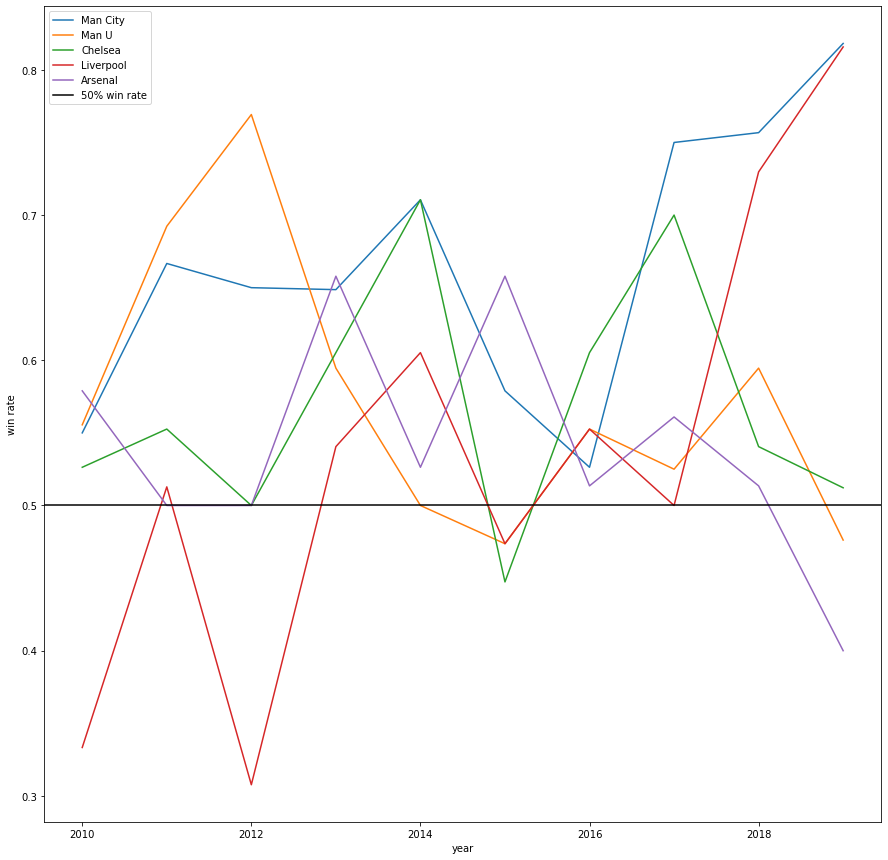 Man City
Man U
Chelsea
Liverpool
Arsenal
50% win rate
0.8
0.7
0.6
0.5
0.4
0.3
win rate
2010 2012 2014 2016 2018
year